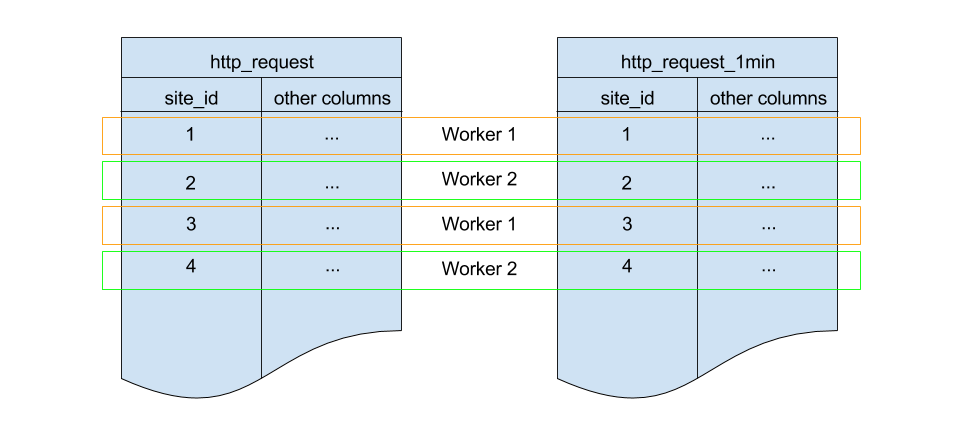 http_request http_request_1min
site_id other columns site_id other columns
1 ... Worker 1 1 ...
2 ... Worker 2 2 ...
3 ... Worker 1 3 ...
4 ... Worker 2 4 ...